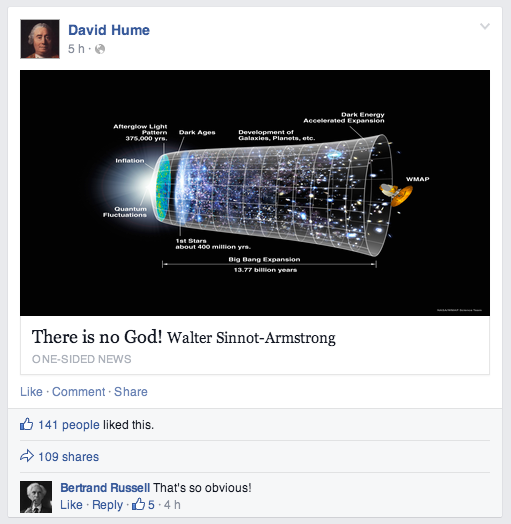 David Hume
5 h ·
Dark Energy
Accelerated Expansion
Afterglow Light
Pattern
375,000 yrs.
Dark Ages
Development of
Galaxies, Planets, etc.
Inflation
WMAP
Quantum
Fluctuations
1st Stars
about 400 million yrs.
Big Bang Expansion
13.77 billion years
There is no God! Walter Sinnot-Armstrong
ONE-SIDED NEWS
Like · Comment · Share
141 people liked this.
109 shares
Bertrand Russell That's so obvious!
Like · Reply · 5 · 4 h